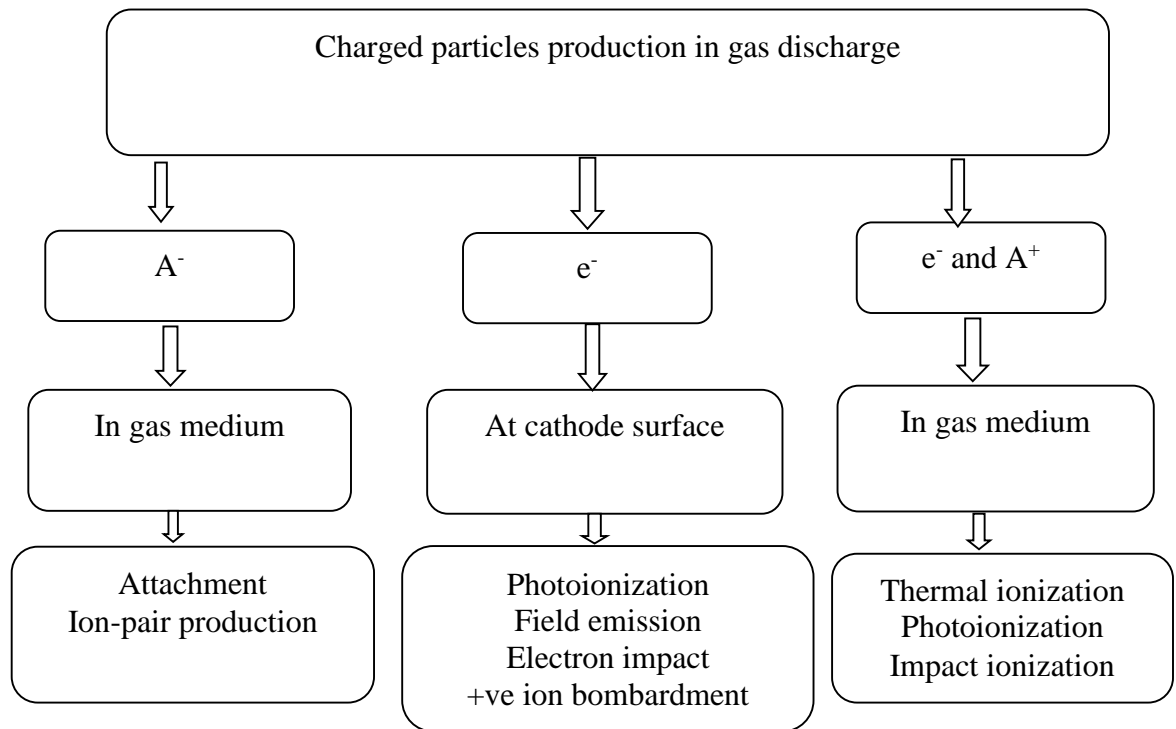 Charged particles production in gas discharge
A⁻
e⁻
e⁻ and A⁺
In gas medium
At cathode surface
In gas medium
Attachment
Ion-pair production
Photoionization
Field emission
Electron impact
+ve ion bombardment
Thermal ionization
Photoionization
Impact ionization